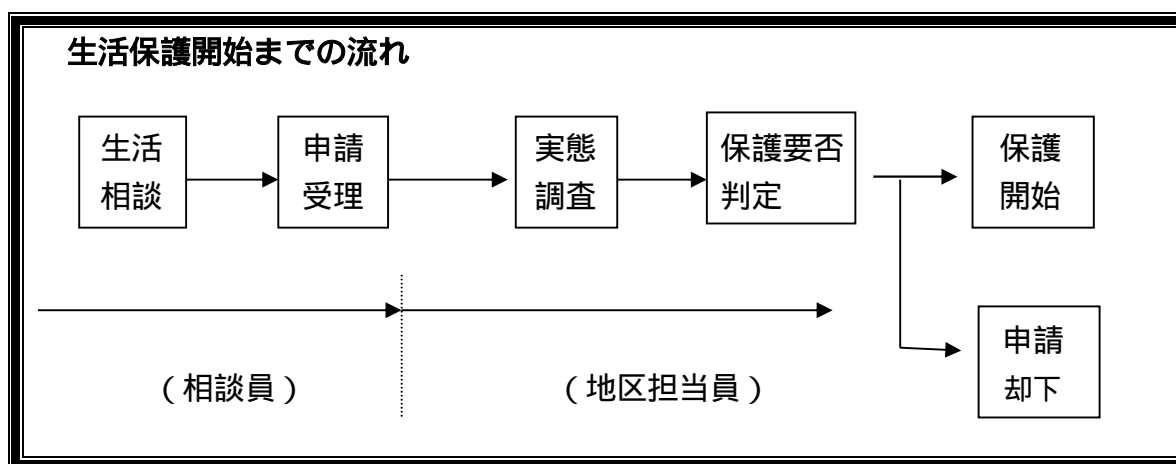 生活保護開始までの流れ
生活
相談
申請
受理
実態
調査
保護要否
判定
保護
開始
申請
却下
(相談員)
(地区担当員)